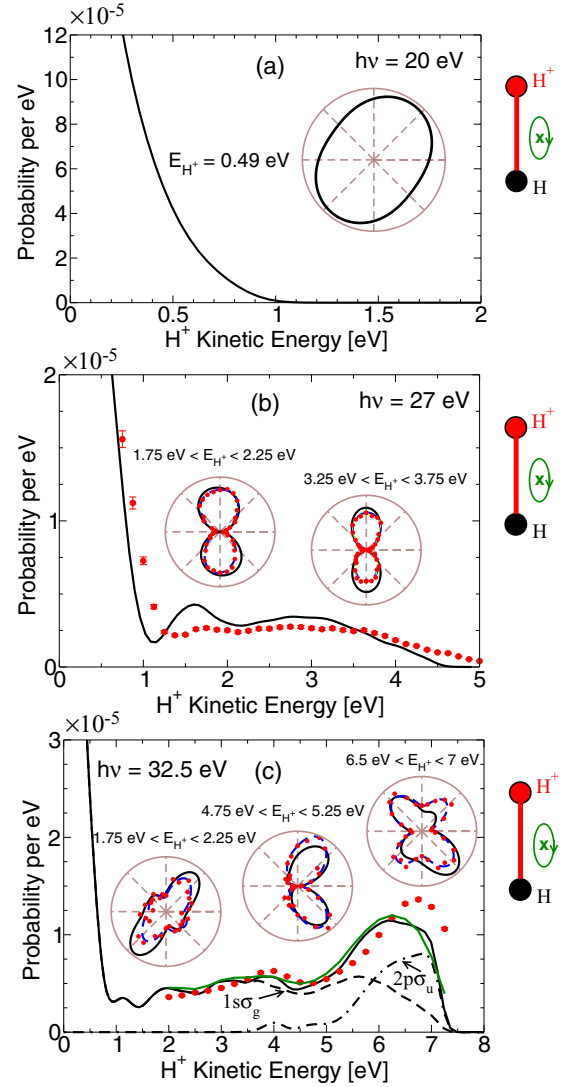 ×10⁻⁵
12
10
8
6
4
2
0
Probability per eV
(a)
hν = 20 eV
E_H⁺ = 0.49 eV
0
0.5
1
1.5
2
H⁺ Kinetic Energy [eV]
H⁺
x
H
×10⁻⁵
2
1
0
Probability per eV
(b)
hν = 27 eV
1.75 eV < E_H⁺ < 2.25 eV
3.25 eV < E_H⁺ < 3.75 eV
0
1
2
3
4
5
H⁺ Kinetic Energy [eV]
H⁺
x
H
×10⁻⁵
3
2
1
0
Probability per eV
hν = 32.5 eV
(c)
6.5 eV < E_H⁺ < 7 eV
4.75 eV < E_H⁺ < 5.25 eV
1.75 eV < E_H⁺ < 2.25 eV
1sσ_g
2pσ_u
0
1
2
3
4
5
6
7
8
H⁺ Kinetic Energy [eV]
H⁺
x
H